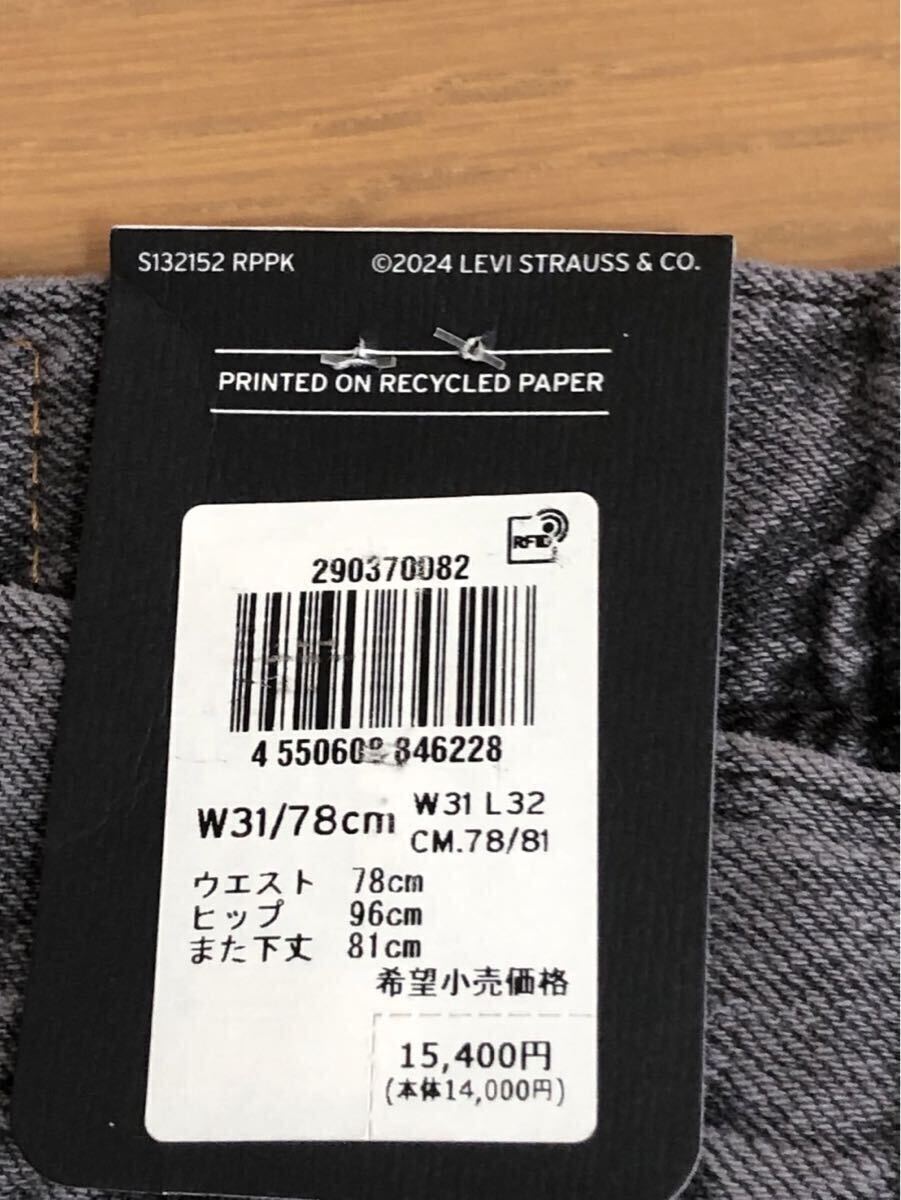 S132152 RPPK ©2024 LEVI STRAUSS & CO.
PRINTED ON RECYCLED PAPER
RFID
290370082
4 550608 846228
W31/78cm
W31 L32
CM.78/81
ウエスト 78cm
ヒップ 96cm
また下丈 81cm
希望小売価格
15,400円
(本体14,000円)